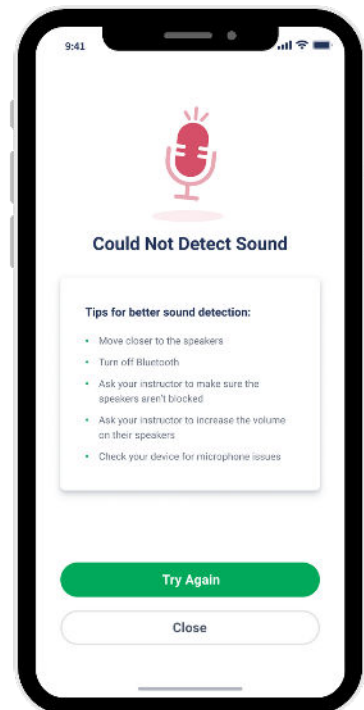 9:41
Could Not Detect Sound
Tips for better sound detection:
• Move closer to the speakers
• Turn off Bluetooth
• Ask your instructor to make sure the
speakers aren't blocked
• Ask your instructor to increase the volume
on their speakers
• Check your device for microphone issues
Try Again
Close